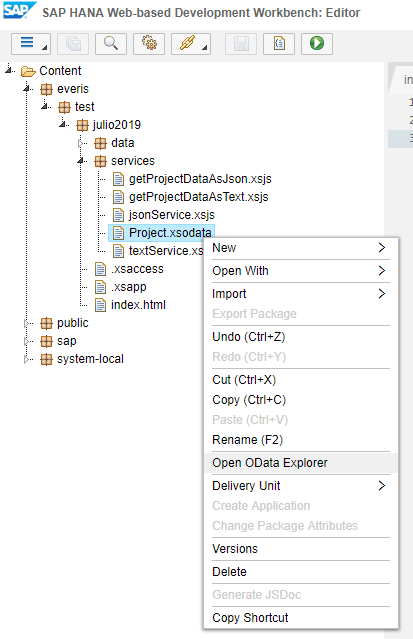 SAP SAP HANA Web-based Development Workbench: Editor
Content
everis
test
julio2019
data
services
getProjectDataAsJson.xsjs
getProjectDataAsText.xsjs
jsonService.xsjs
Project.xsodata
textService.xs
.xsaccess
.xsapp
index.html
public
sap
system-local
New
Open With
Import
Export Package
Undo (Ctrl+Z)
Redo (Ctrl+Y)
Cut (Ctrl+X)
Copy (Ctrl+C)
Paste (Ctrl+V)
Rename (F2)
Open OData Explorer
Delivery Unit
Create Application
Change Package Attributes
Versions
Delete
Generate JSDoc
Copy Shortcut
im
1
2
3